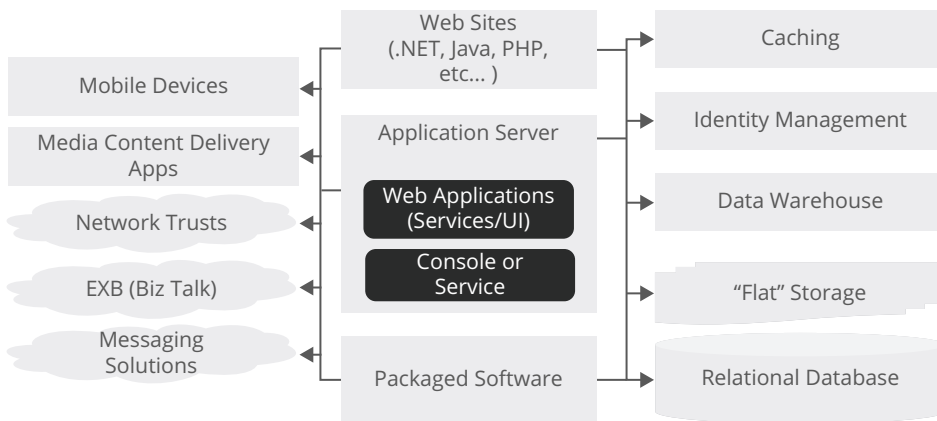 Mobile Devices
Media Content Delivery
Apps
Network Trusts
EXB (Biz Talk)
Messaging
Solutions
Web Sites
(.NET, Java, PHP,
etc... )
Application Server
Web Applications
(Services/UI)
Console or
Service
Packaged Software
Caching
Identity Management
Data Warehouse
“Flat” Storage
Relational Database